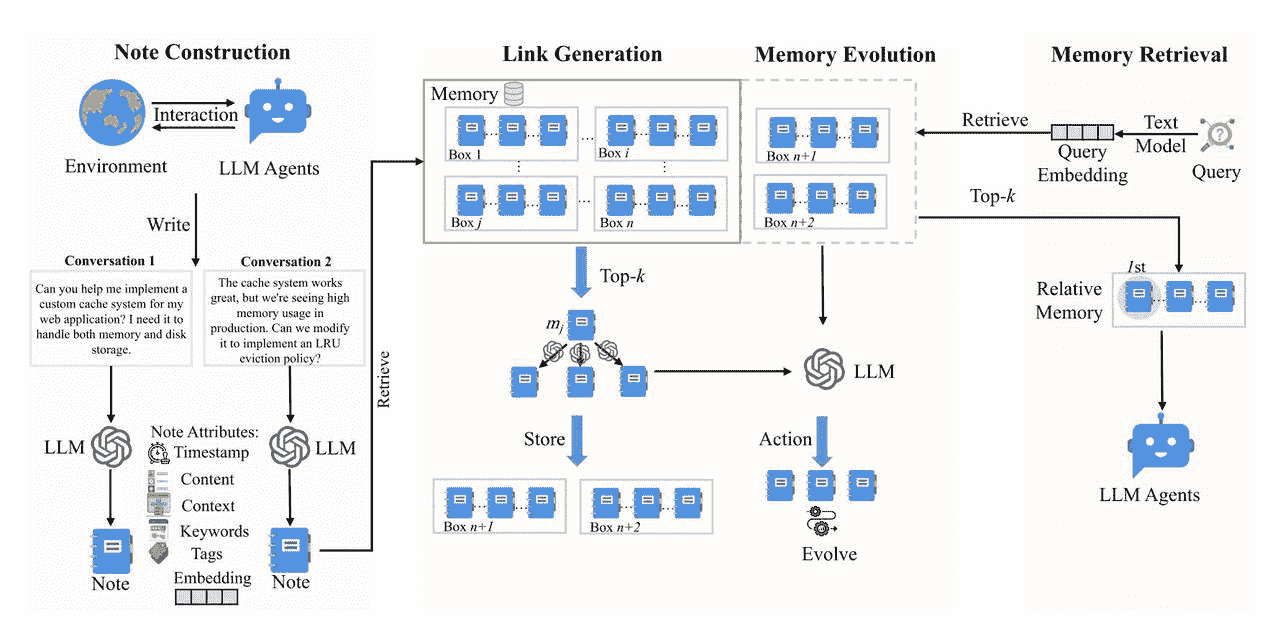 Note Construction
Interaction
Environment
LLM Agents
Write
Conversation 1
Can you help me implement a
custom cache system for my
web application? I need it to
handle both memory and disk
storage.
Conversation 2
The cache system works
great, but we're seeing high
memory usage in
production. Can we modify
it to implement an LRU
eviction policy?
LLM
LLM
Note Attributes:
Timestamp
Content
Context
Keywords
Tags
Embedding
Note
Note
Retrieve
Link Generation
Memory
Box 1
Box i
Box j
Box n
Top-k
mj
Store
Box n+1
Box n+2
Memory Evolution
Box n+1
Box n+2
LLM
Action
Evolve
Memory Retrieval
Retrieve
Text
Model
Query
Embedding
Query
Top-k
1st
Relative
Memory
LLM Agents